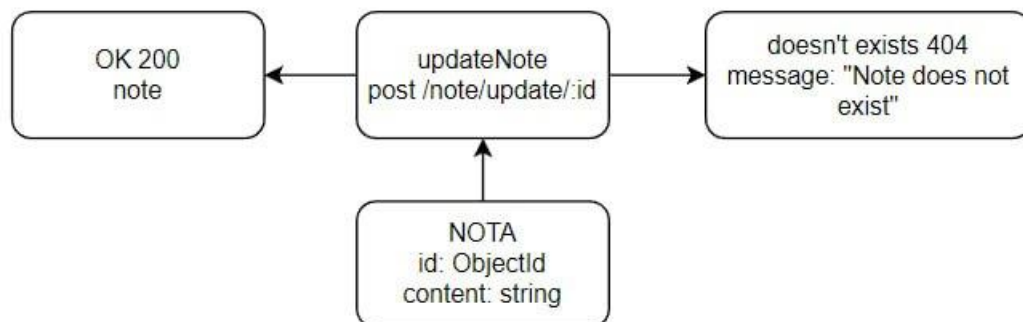 OK 200
note
updateNote
post /note/update/:id
doesn't exists 404
message: "Note does not
exist"
NOTA
id: ObjectId
content: string